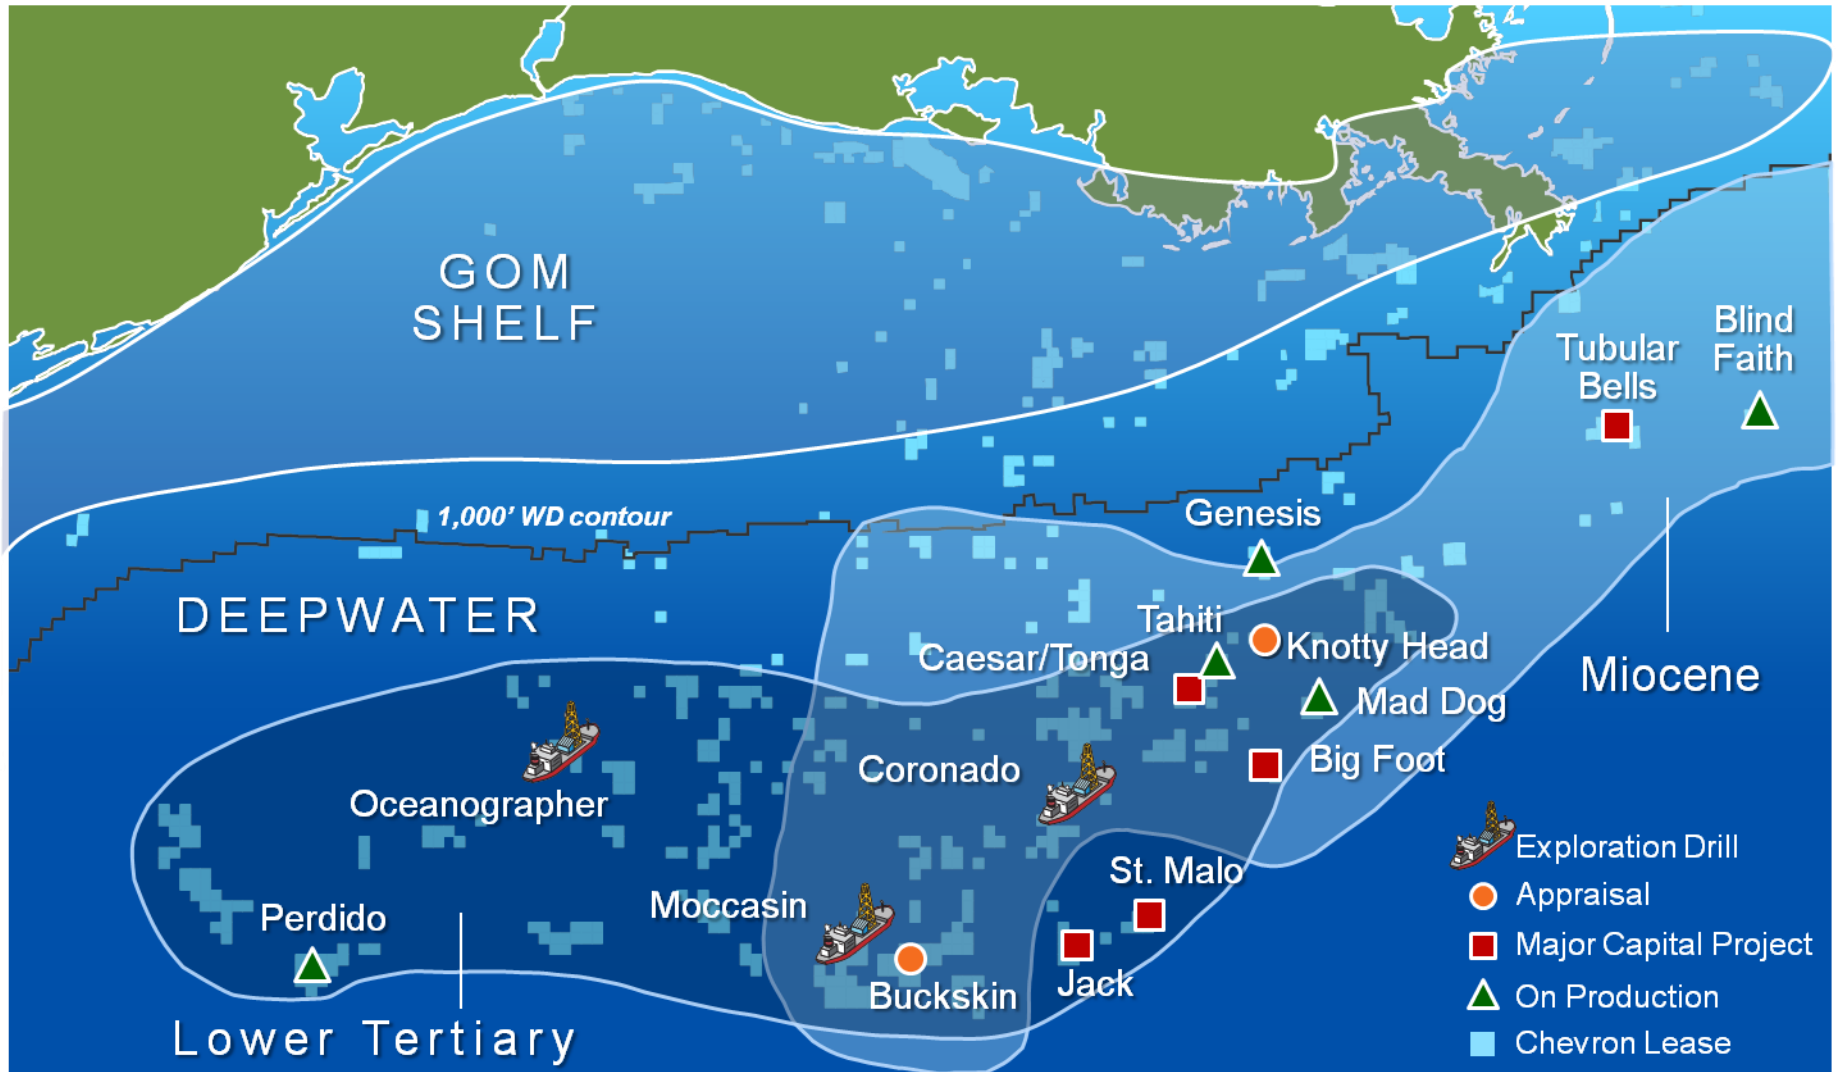 GOM
SHELF
Blind
Faith
Tubular
Bells
1,000' WD contour
Genesis
DEEPWATER
Tahiti
Caesar/Tonga
Knotty Head
Miocene
Mad Dog
Coronado
Big Foot
Oceanographer
Exploration Drill
St. Malo
Appraisal
Moccasin
Perdido
Major Capital Project
Jack
Buckskin
On Production
Lower Tertiary
Chevron Lease